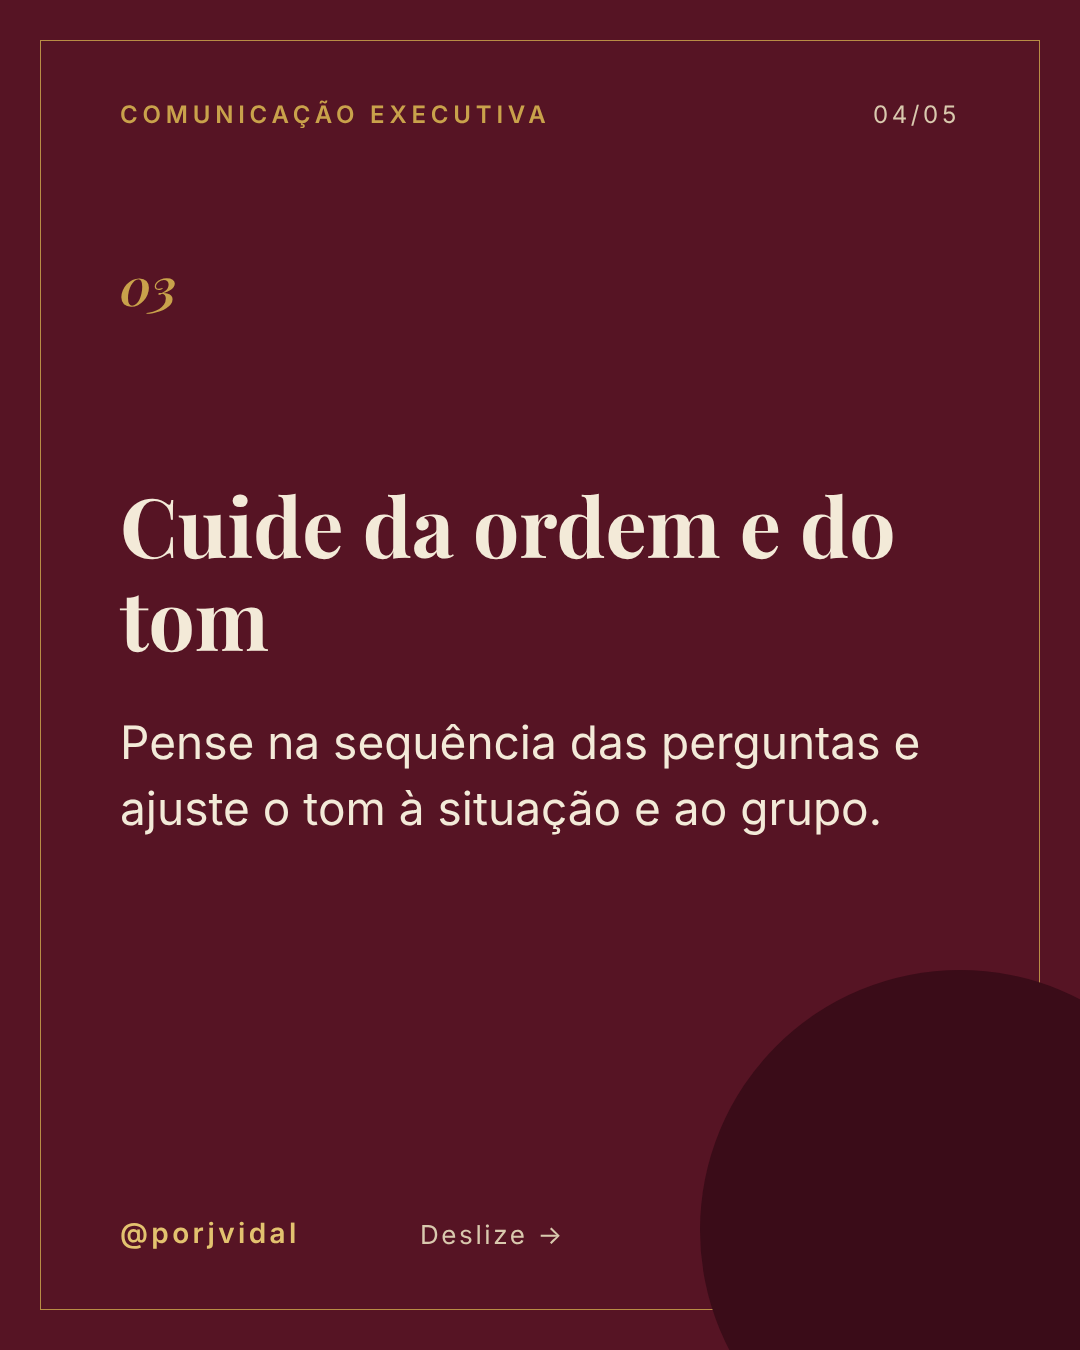 COMUNICAÇÃO EXECUTIVA
04/05
03
Cuide da ordem e do
tom
Pense na sequência das perguntas e
ajuste o tom à situação e ao grupo.
@porjvidal
Deslize →